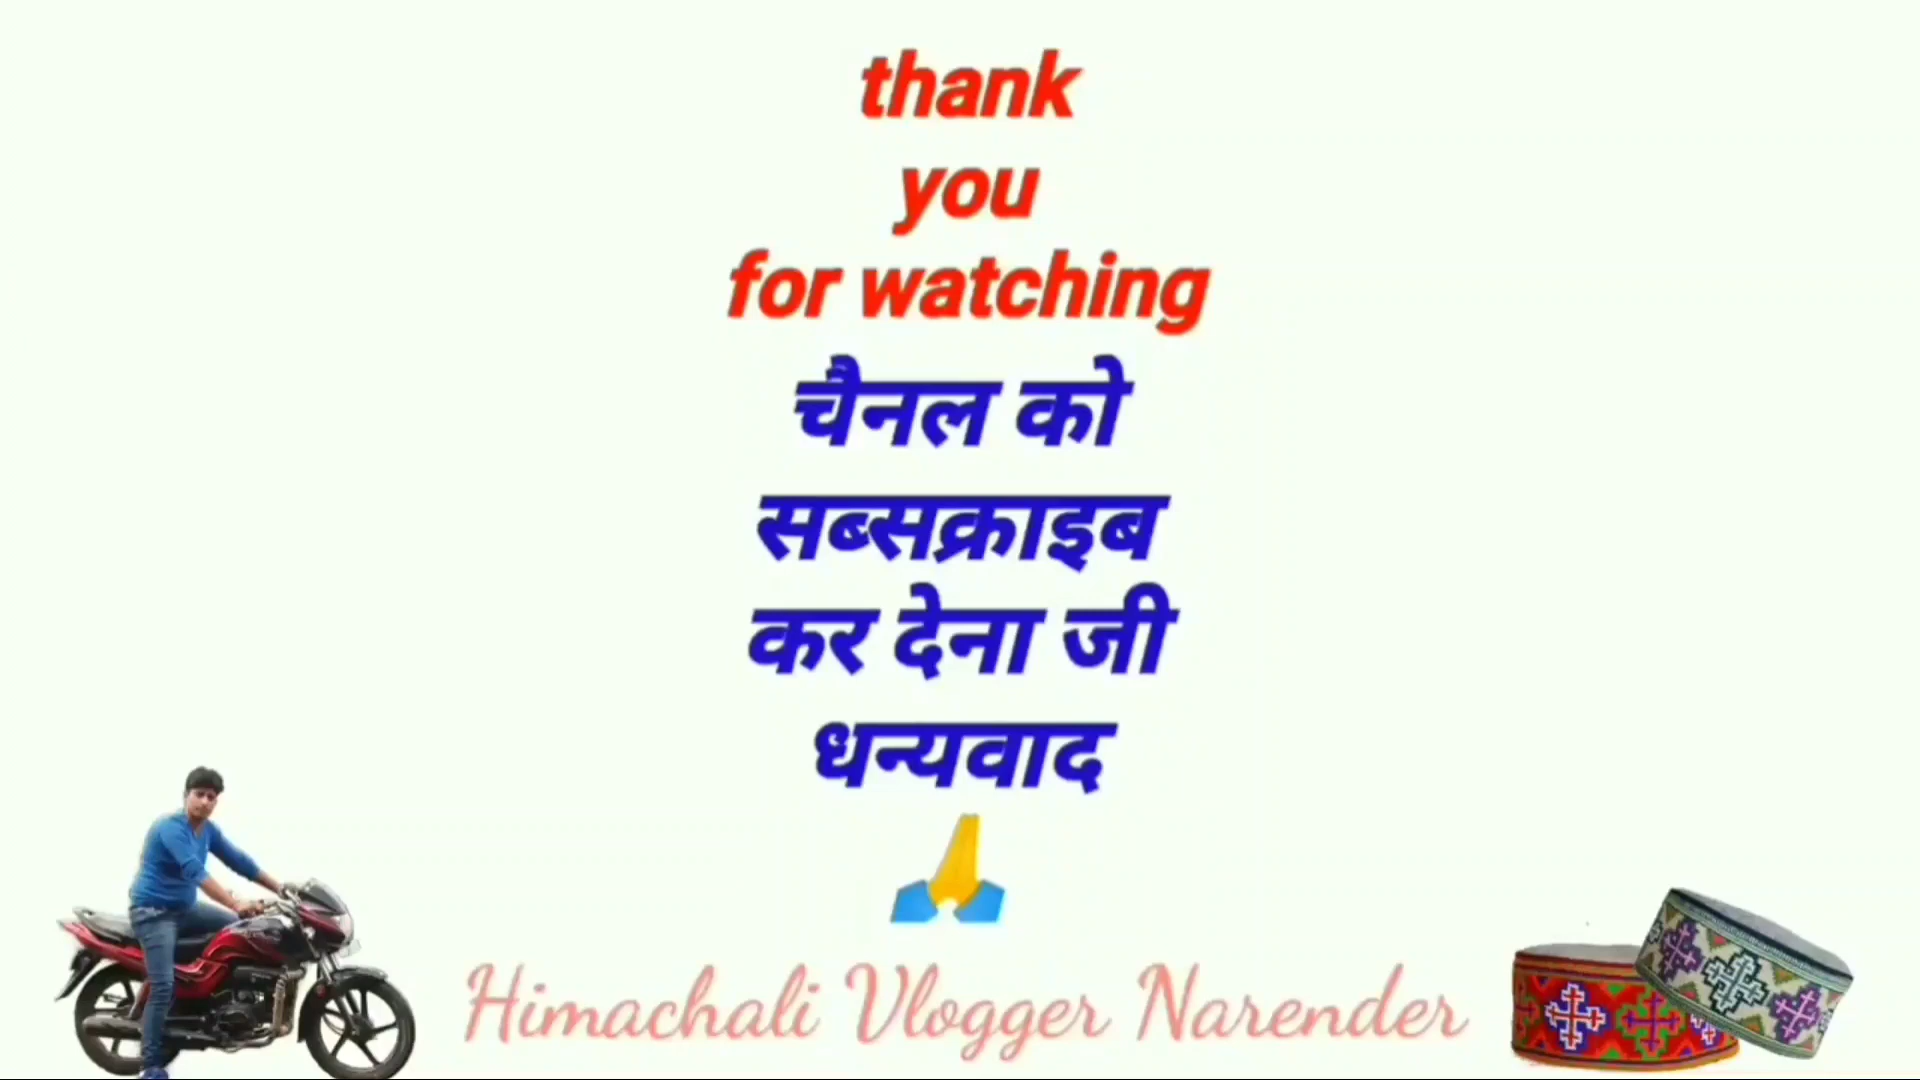 thank
you
for watching
चैनल को
सब्सक्राइब
कर देना जी
धन्यवाद
🙏
Himachali Vlogger Narender